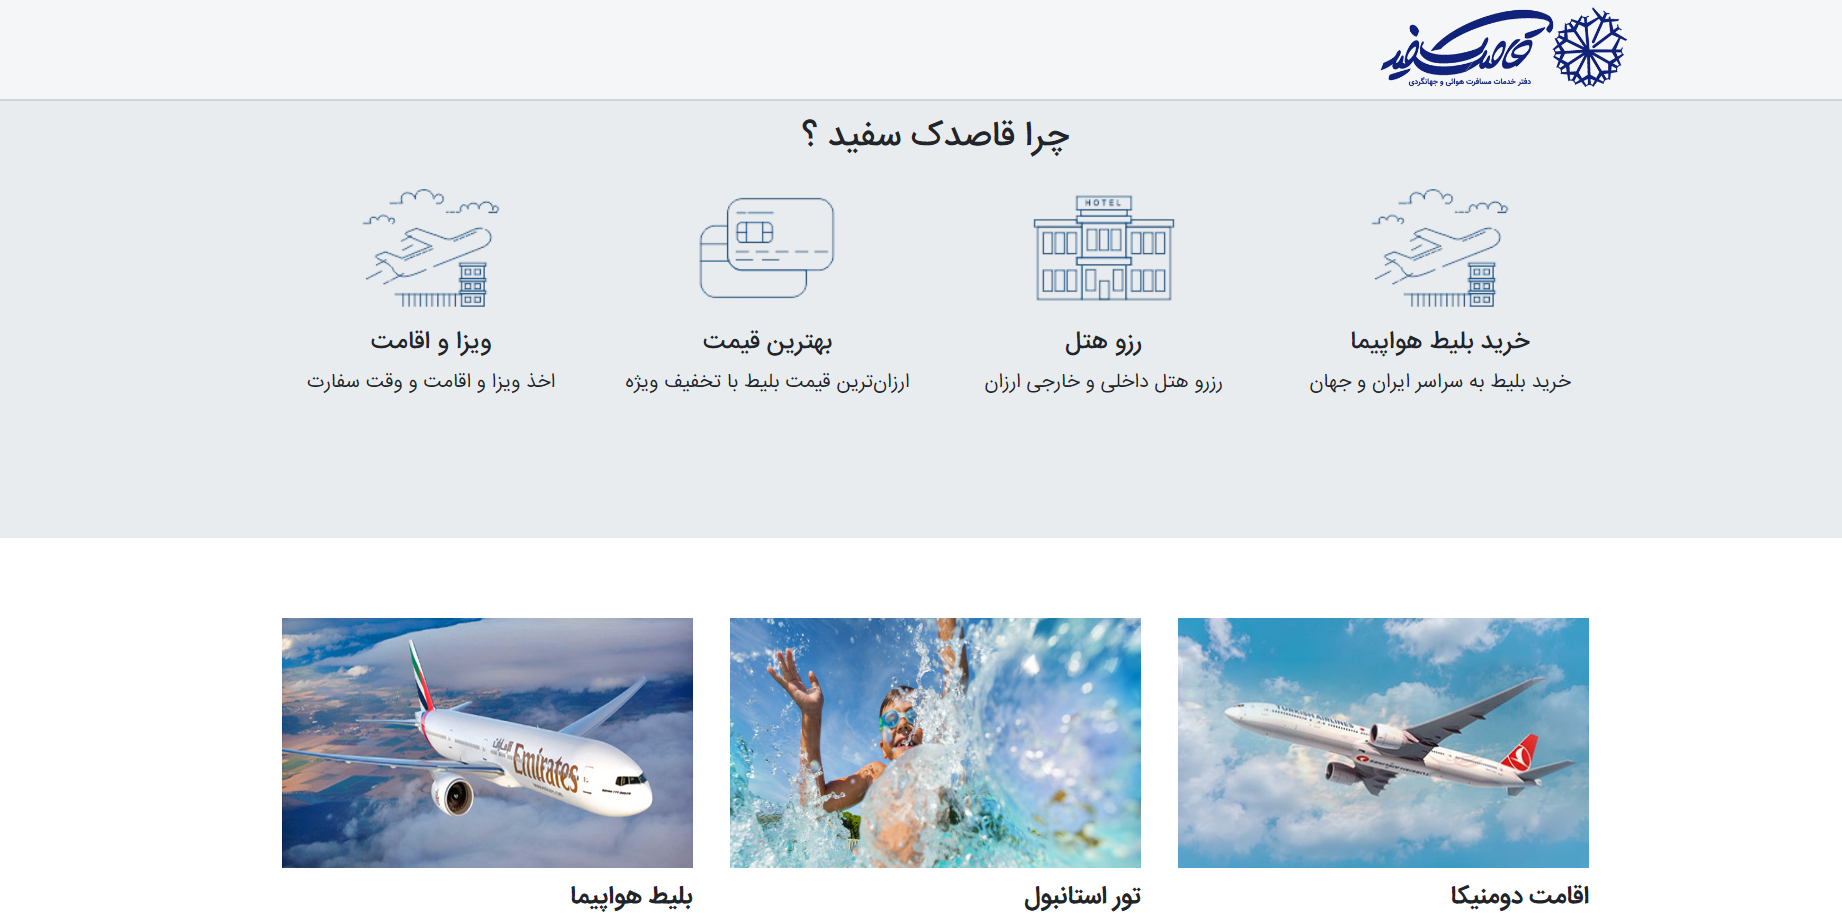 قاصدک سفید
دفتر خدمات مسافرت هوائی و جهانگردی
چرا قاصدک سفید ؟
HOTEL
خرید بلیط هواپیما
رزو هتل
بهترین قیمت
ویزا و اقامت
خرید بلیط به سراسر ایران و جهان
رزرو هتل داخلی و خارجی ارزان
ارزان‌ترین قیمت بلیط با تخفیف ویژه
اخذ ویزا و اقامت و وقت سفارت
TURKISH AIRLINES
Emirates
اقامت دومنیکا
تور استانبول
بلیط هواپیما